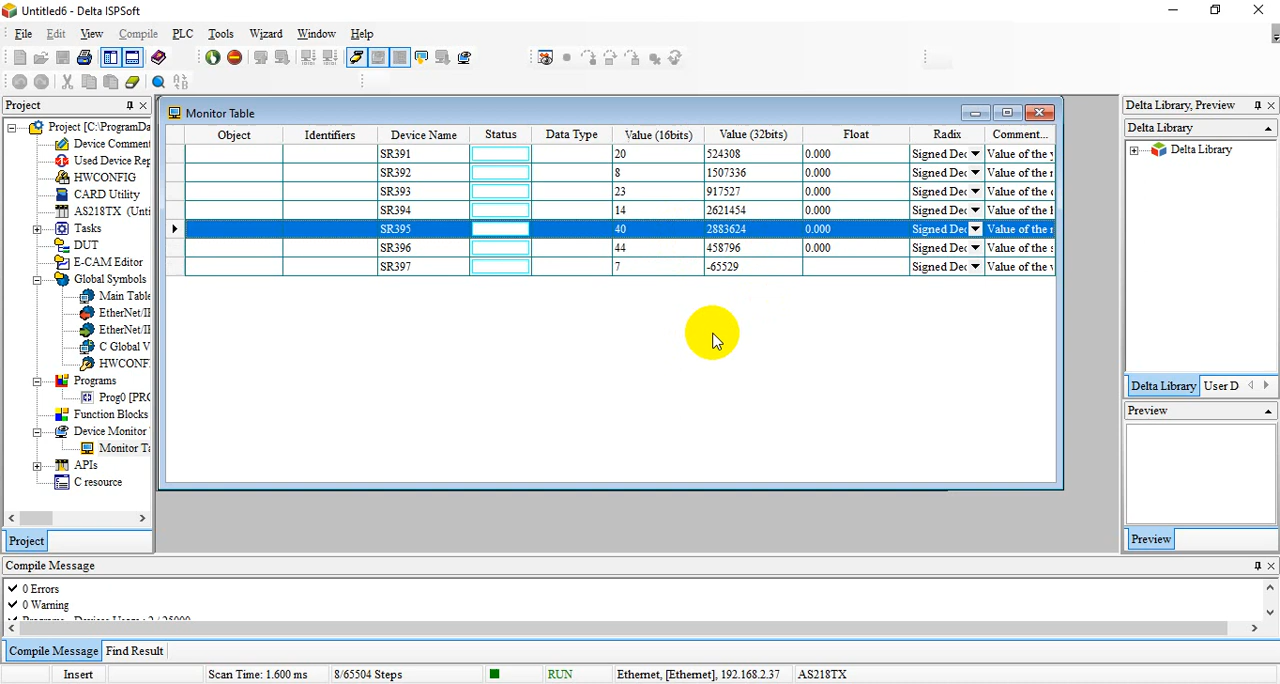 Untitled6 - Delta ISPSoft
File Edit View Compile PLC Tools Wizard Window Help
Project
Project [C:\ProgramDa
Device Comment
Used Device Rep
HWCONFIG
CARD Utility
AS218TX (Unti
Tasks
DUT
E-CAM Editor
Global Symbols
Main Table
EtherNet/IP
EtherNet/IP
C Global V
HWCONF
Programs
Prog0 [PRG
Function Blocks
Device Monitor
Monitor Ta
APIs
C resource
Project
Monitor Table
Object Identifiers Device Name Status Data Type Value (16bits) Value (32bits) Float Radix Comment...
SR391 20 524308 0.000 Signed Dec Value of the y
SR392 8 1507336 0.000 Signed Dec Value of the
SR393 23 917527 0.000 Signed Dec Value of the
SR394 14 2621454 0.000 Signed Dec Value of the
SR395 40 2883624 0.000 Signed Dec Value of the
SR396 44 458796 0.000 Signed Dec Value of the s
SR397 7 -65529 Signed Dec Value of the
Delta Library, Preview
Delta Library
Delta Library
Delta Library User D
Preview
Preview
Compile Message
0 Errors
0 Warning
Programs - Devices Usage : 2 / 25000
Compile Message Find Result
Insert Scan Time: 1.600 ms 8/65504 Steps RUN Ethernet, [Ethernet], 192.168.2.37 AS218TX